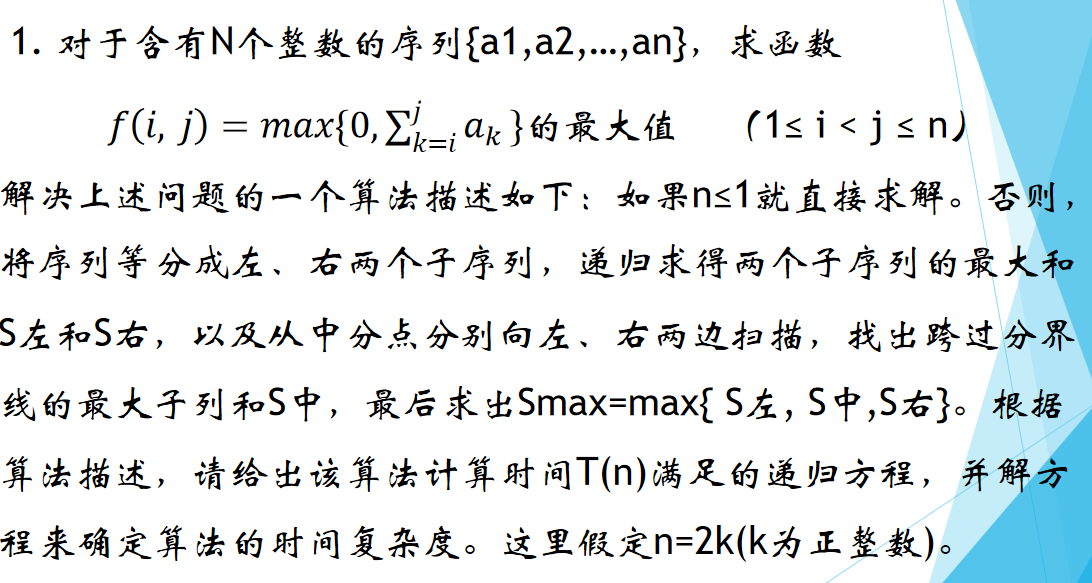 1. 对于含有N个整数的序列{a1,a2,...,an}，求函数
f(i, j) = max{0,∑_{k=i}^{j} a_k}的最大值 （1≤ i < j ≤ n）
解决上述问题的一个算法描述如下：如果n≤1就直接求解。否则，
将序列等分成左、右两个子序列，递归求得两个子序列的最大和
S左和S右，以及从中分点分别向左、右两边扫描，找出跨过分界
线的最大子列和S中，最后求出Smax=max{ S左, S中,S右}。根据
算法描述，请给出该算法计算时间T(n)满足的递归方程，并解方
程来确定算法的时间复杂度。这里假定n=2k(k为正整数)。